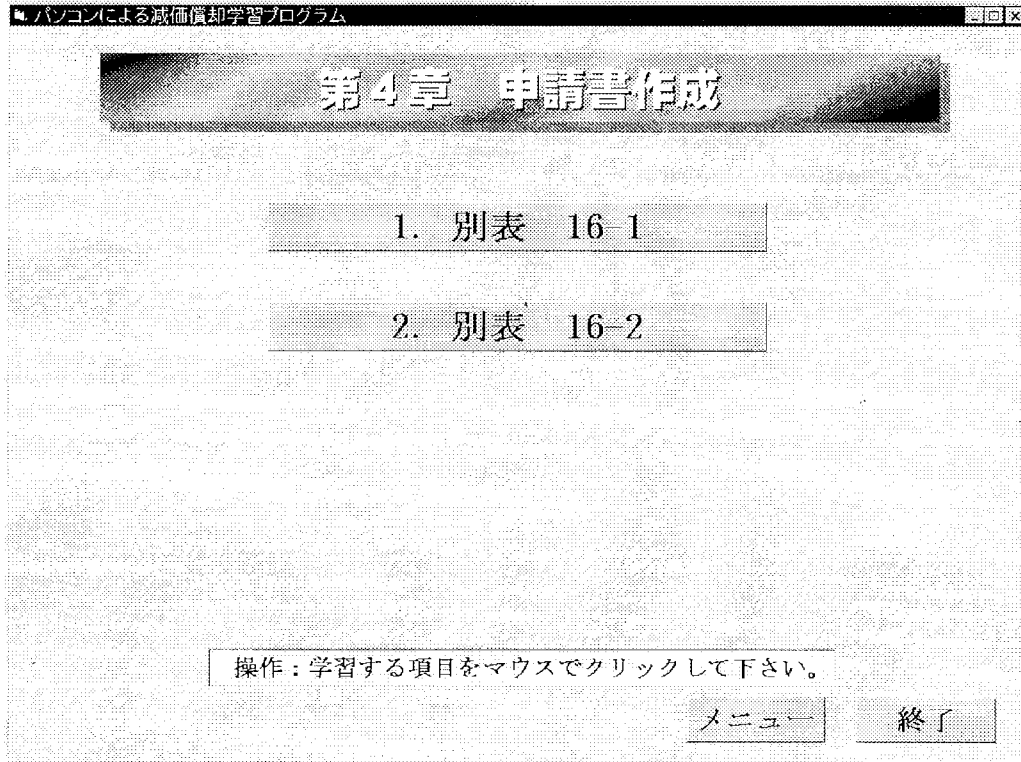 パソコンによる減価償却学習プログラム
第4章　申請書作成
1. 別表　16-1
2. 別表　16-2
操作：学習する項目をマウスでクリックして下さい。
メニュー
終了